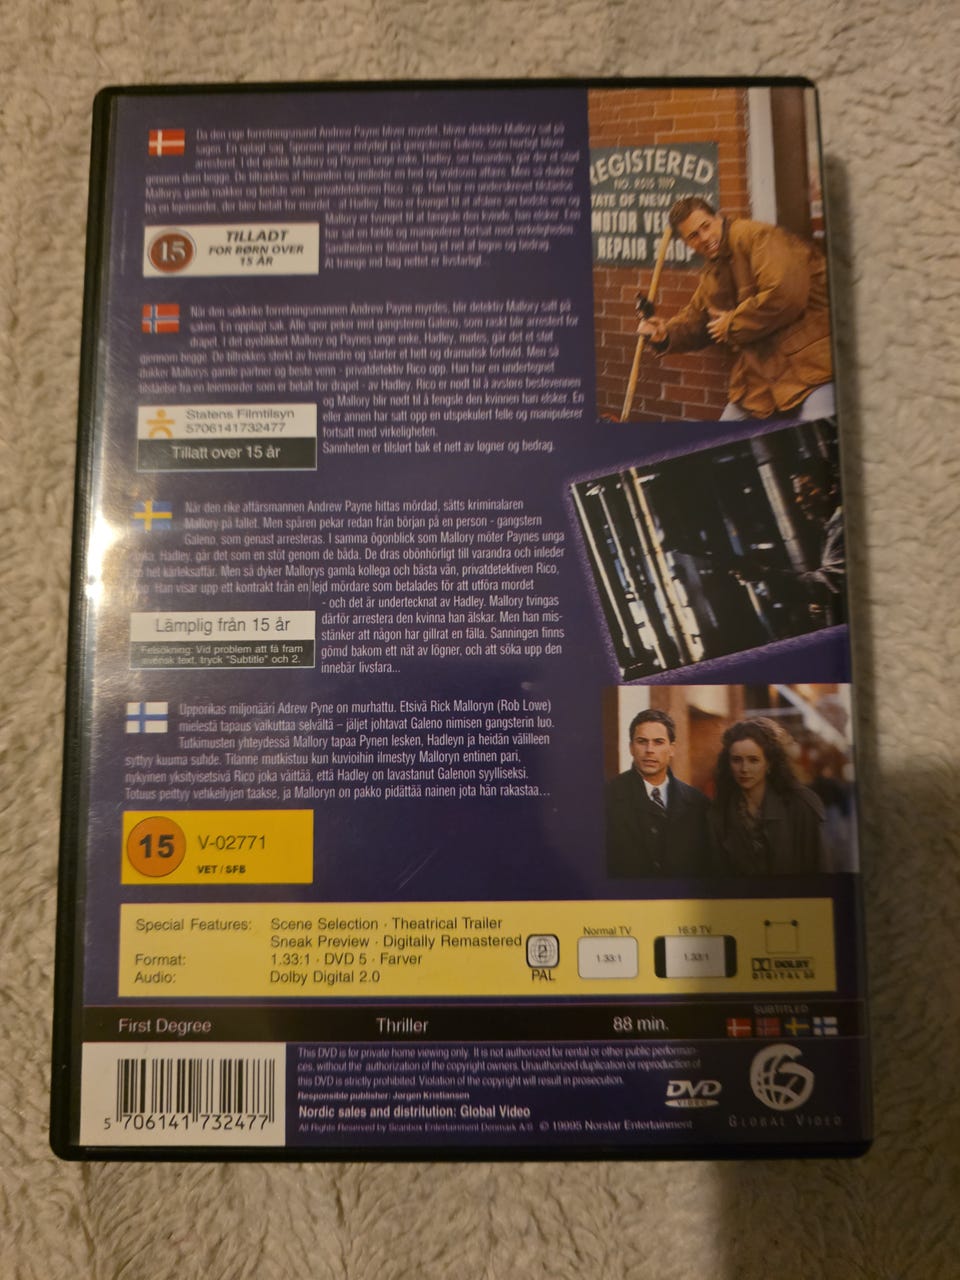 Da den rige forretningsmand Andrew Payne bliver myrdet, bliver detektiv Mallory sat på
sagen. En oplagt sag. Sporene peger entydigt på gangsteren Galeno, som hurtigt bliver
arresteret. I det øjeblik Mallory og Paynes unge enke, Hadley, ser hinanden, går der et stød
gennem dem begge. De tiltrækkes af hinanden og indleder en hed og voldsom affære. Men så dukker
Mallorys gamle makker og bedste ven - privatdetektiv Rico - op. Han har en underskrevet tilståelse
fra en lejemorder, der blev betalt for mordet - af Hadley. Rico er tvunget til at afsløre sin bedste ven og
Mallory er tvunget til at fængsle den kvinde, han elsker. Een
har sat en fælde og manipulerer fortsat med virkeligheden.
Sandheden er tilsløret bag et net af løgne og bedrag.
At trænge ind bag nettet er livsfarligt...
15
TILLADT
FOR BØRN OVER
15 ÅR
Når den søkkrike forretningsmannen Andrew Payne myrdes, blir detektiv Mallory satt på
saken. En opplagt sak. Alle spor peker mot gangsteren Galeno, som raskt blir arrestert for
drapet. I det øyeblikket Mallory og Paynes unge enke, Hadley, møtes, går det et støt
gjennom begge. De tiltrekkes sterkt av hverandre og starter et hett og dramatisk forhold. Men så
dukker Mallorys gamle partner og beste venn - privatdetektiv Rico opp. Han har en undertegnet
tilståelse fra en leiemorder som er betalt for drapet - av Hadley. Rico er nødt til å avsløre bestevennen
og Mallory blir nødt til å fengsle den kvinnen han elsker. En
eller annen har satt opp en utspekulert felle og manipulerer
fortsatt med virkeligheten.
Sannheten er tilslørt bak et nett av løgner og bedrag.
Statens Filmtilsyn
5706141732477
Tillatt over 15 år
När den rike affärsmannen Andrew Payne hittas mördad, sätts kriminalaren
Mallory på fallet. Men spåren pekar redan från början på en person - gangstern
Galeno, som genast arresteras. I samma ögonblick som Mallory möter Paynes unga
Hadley, går det som en stöt genom de båda. De dras obönhörligt till varandra och inleder
en het kärleksaffär. Men så dyker Mallorys gamla kollega och bästa vän, privatdetektiven Rico,
upp. Han visar upp ett kontrakt från en lejd mördare som betalades för att utföra mordet
- och det är undertecknat av Hadley. Mallory tvingas
därför arrestera den kvinna han älskar. Men han mis-
stänker att någon har gillrat en fälla. Sanningen finns
gömd bakom ett nät av lögner, och att söka upp den
innebär livsfara...
Lämplig från 15 år
Felsökning: Vid problem att få fram
svensk text, tryck "Subtitle" och 2.
Upporikas miljonääri Adrew Pyne on murhattu. Etsivä Rick Malloryn (Rob Lowe)
mielestä tapaus vaikuttaa selvältä – jäljet johtavat Galeno nimisen gangsterin luo.
Tutkimusten yhteydessä Mallory tapaa Pynen lesken, Hadleyn ja heidän välilleen
syttyy kuuma suhde. Tilanne mutkistuu kun kuvioihin ilmestyy Malloryn entinen pari,
nykyinen yksityisetsivä Rico joka väittää, että Hadley on lavastanut Galenon syylliseksi.
Totuus peittyy vehkeilyjen taakse, ja Malloryn on pakko pidättää nainen jota hän rakastaa...
15
V-02771
VET / SFB
REGISTERED
NO. R515 1119
STATE OF NEW YORK
MOTOR VEH
REPAIR SHOP
Special Features: Scene Selection · Theatrical Trailer
Sneak Preview · Digitally Remastered
Format: 1.33:1 · DVD 5 · Farver
Audio: Dolby Digital 2.0
2
PAL
Normal TV
1.33:1
16:9 TV
1.33:1
DOLBY
DIGITAL
First Degree Thriller 88 min.
SUBTITLED
5 706141 732477
This DVD is for private home viewing only. It is not authorized for rental or other public performan-
ces, without the authorization of the copyright owners. Unauthorized duplication or reproduction of
this DVD is strictly prohibited. Violation of the copyright will result in prosecution.
Responsible publisher: Jørgen Kristiansen
Nordic sales and distritution: Global Video
All Rights Reserved by Scanbox Entertainment Denmark A/S © 19995 Norstar Entertainment
DVD
VIDEO
GLOBAL VIDEO